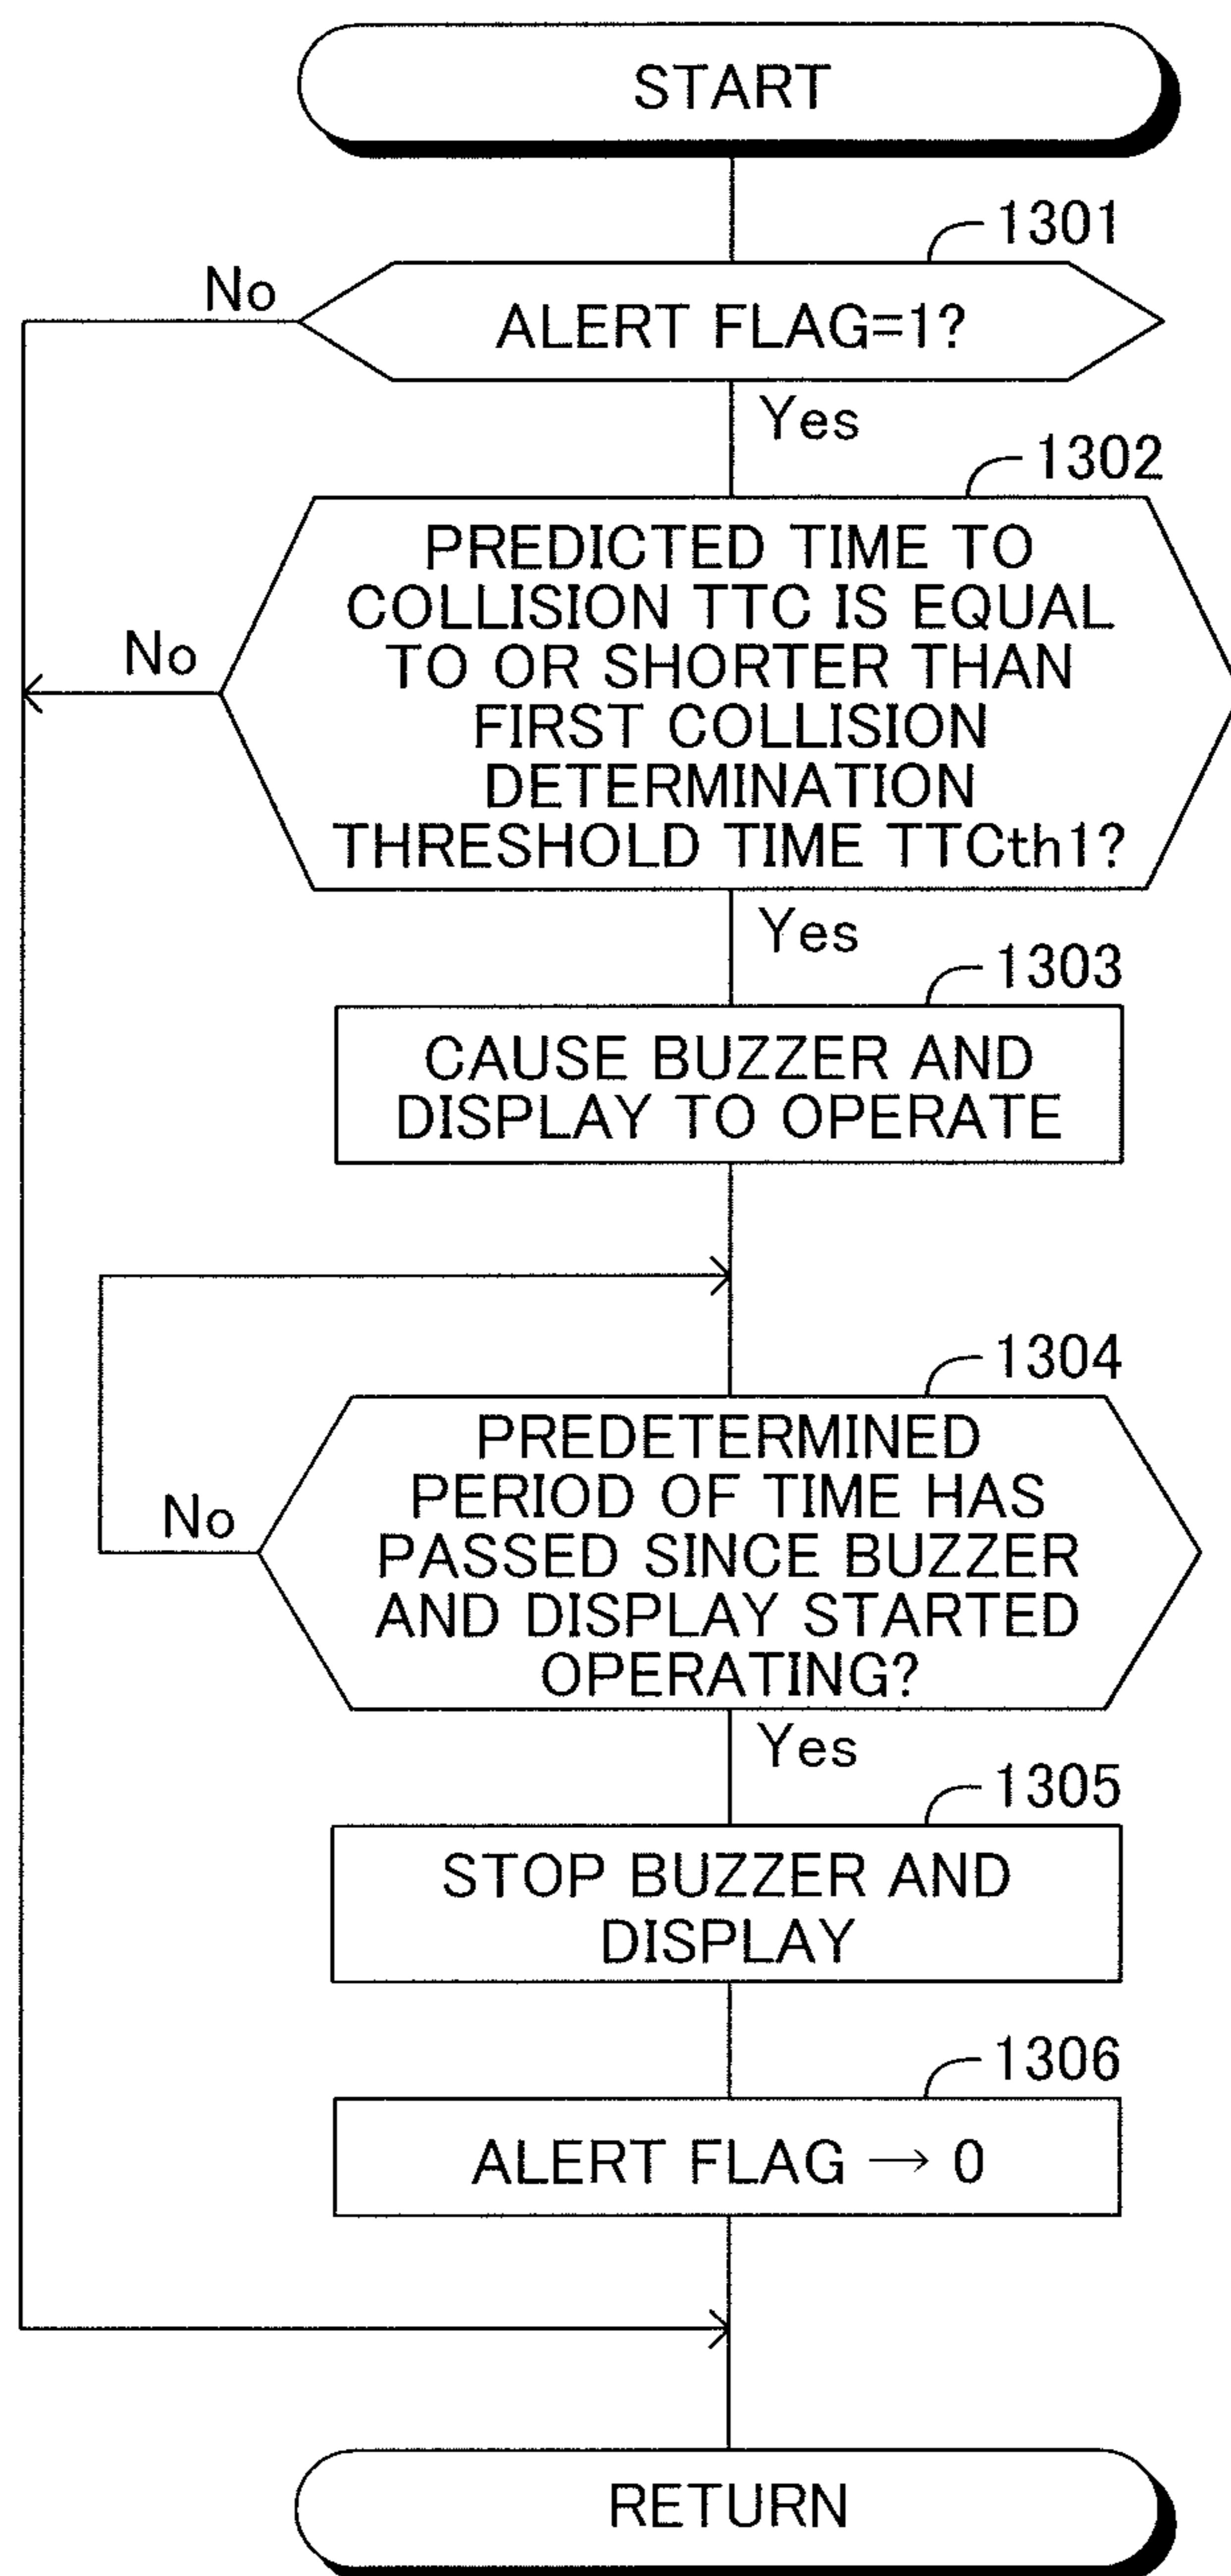 START
1301
No
ALERT FLAG=1?
Yes
1302
No
PREDICTED TIME TO
COLLISION TTC IS EQUAL
TO OR SHORTER THAN
FIRST COLLISION
DETERMINATION
THRESHOLD TIME TTCth1?
Yes
1303
CAUSE BUZZER AND
DISPLAY TO OPERATE
1304
No
PREDETERMINED
PERIOD OF TIME HAS
PASSED SINCE BUZZER
AND DISPLAY STARTED
OPERATING?
Yes
1305
STOP BUZZER AND
DISPLAY
1306
ALERT FLAG → 0
RETURN